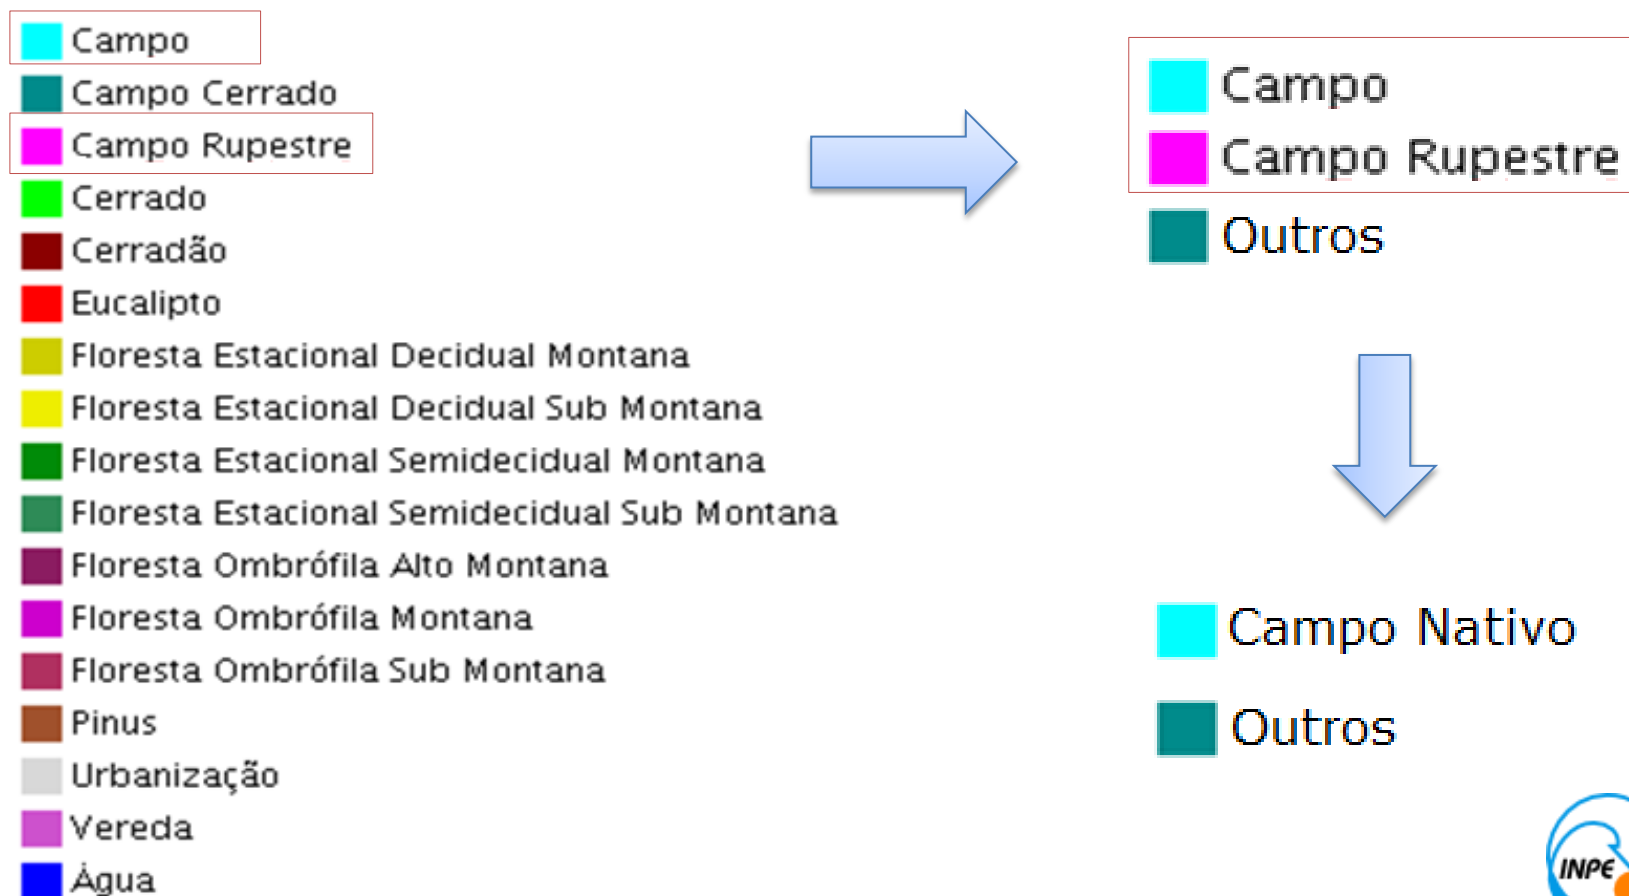 Campo
Campo Cerrado
Campo Rupestre
Cerrado
Cerradão
Eucalipto
Floresta Estacional Decidual Montana
Floresta Estacional Decidual Sub Montana
Floresta Estacional Semidecidual Montana
Floresta Estacional Semidecidual Sub Montana
Floresta Ombrófila Alto Montana
Floresta Ombrófila Montana
Floresta Ombrófila Sub Montana
Pinus
Urbanização
Vereda
Água
Campo
Campo Rupestre
Outros
Campo Nativo
Outros
INPE